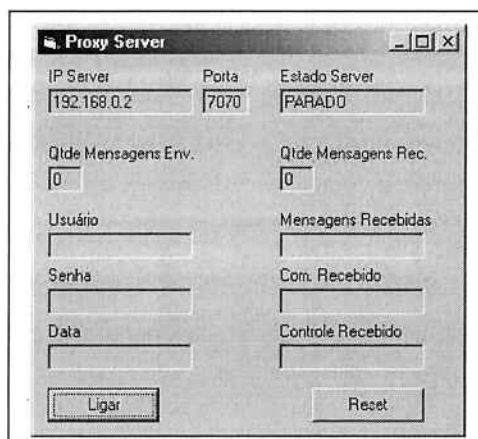 Proxy Server
IP Server Porta Estado Server
192.168.0.2 7070 PARADO
Qtde Mensagens Env. Qtde Mensagens Rec.
0 0
Usuário Mensagens Recebidas
Senha Com. Recebido
Data Controle Recebido
Ligar Reset